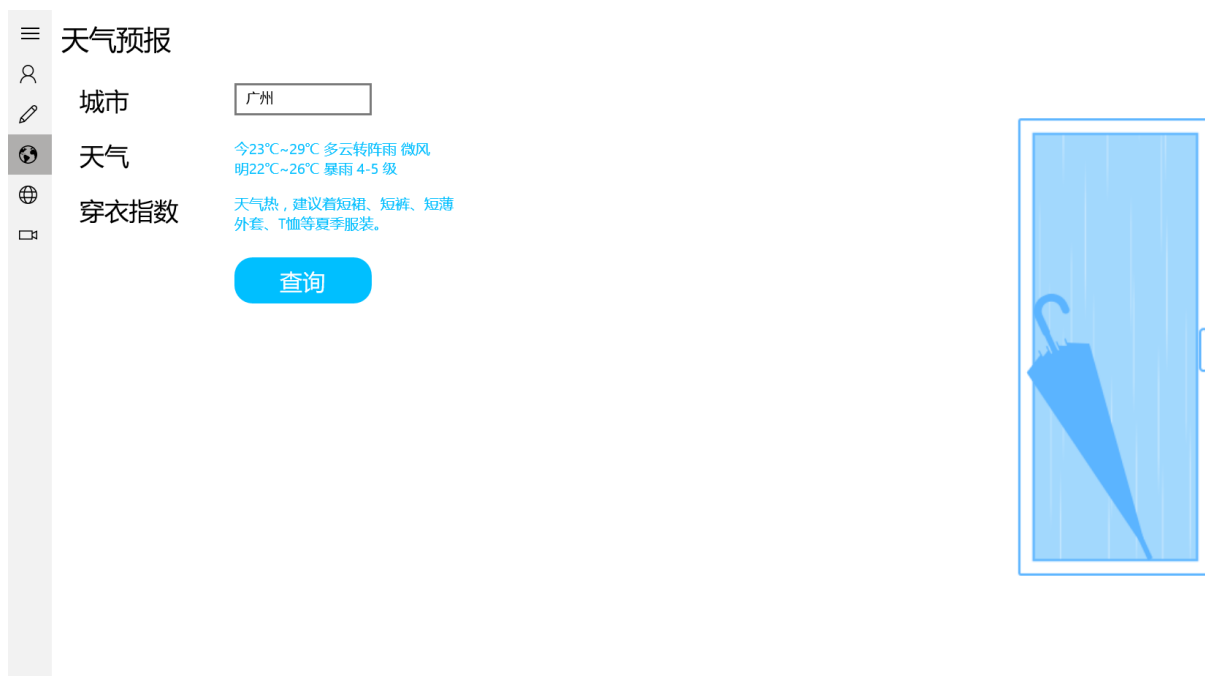 天气预报
城市
广州
天气
今23℃~29℃ 多云转阵雨 微风
明22℃~26℃ 暴雨 4-5 级
穿衣指数
天气热，建议着短裙、短裤、短薄
外套、T恤等夏季服装。
查询